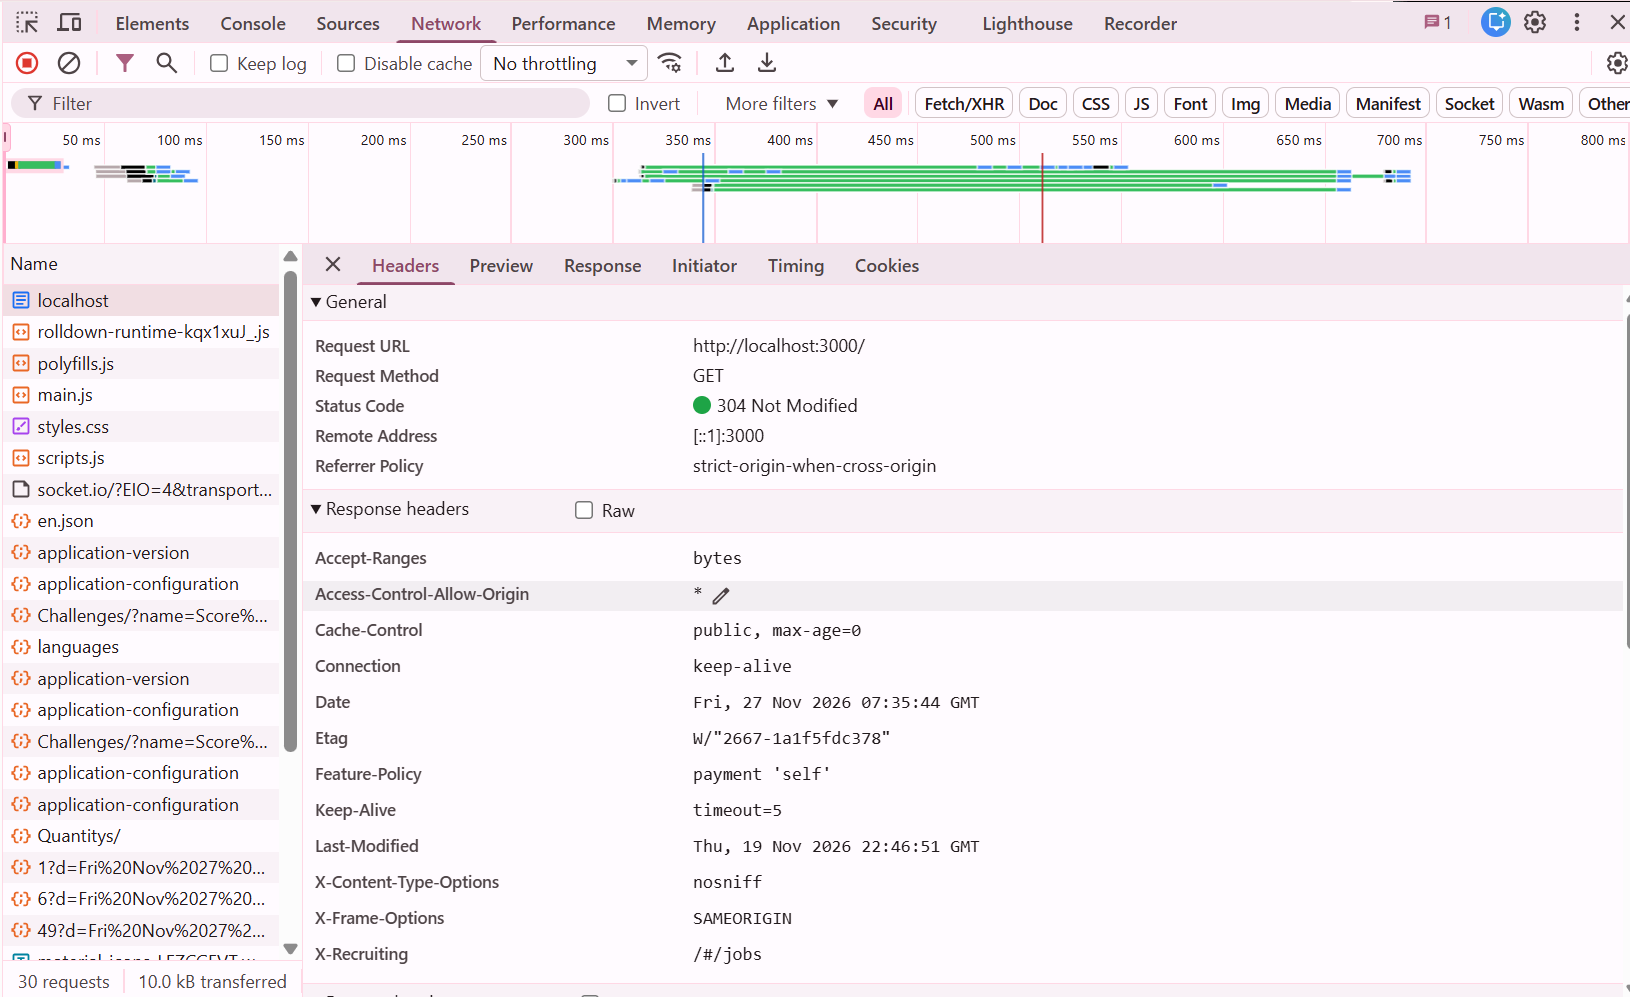 Elements Console Sources Network Performance Memory Application Security Lighthouse Recorder 1
Keep log Disable cache No throttling
Filter Invert More filters All Fetch/XHR Doc CSS JS Font Img Media Manifest Socket Wasm Other
50 ms 100 ms 150 ms 200 ms 250 ms 300 ms 350 ms 400 ms 450 ms 500 ms 550 ms 600 ms 650 ms 700 ms 750 ms 800 ms
Name
localhost
rolldown-runtime-kqx1xuJ_.js
polyfills.js
main.js
styles.css
scripts.js
socket.io/?EIO=4&transport...
en.json
application-version
application-configuration
Challenges/?name=Score%...
languages
application-version
application-configuration
Challenges/?name=Score%...
application-configuration
application-configuration
Quantitys/
1?d=Fri%20Nov%2027%20...
6?d=Fri%20Nov%2027%20...
49?d=Fri%20Nov%2027%2...
30 requests 10.0 kB transferred
Headers Preview Response Initiator Timing Cookies
General
Request URL http://localhost:3000/
Request Method GET
Status Code 304 Not Modified
Remote Address [::1]:3000
Referrer Policy strict-origin-when-cross-origin
Response headers Raw
Accept-Ranges bytes
Access-Control-Allow-Origin *
Cache-Control public, max-age=0
Connection keep-alive
Date Fri, 27 Nov 2026 07:35:44 GMT
Etag W/"2667-1a1f5fdc378"
Feature-Policy payment 'self'
Keep-Alive timeout=5
Last-Modified Thu, 19 Nov 2026 22:46:51 GMT
X-Content-Type-Options nosniff
X-Frame-Options SAMEORIGIN
X-Recruiting /#/jobs